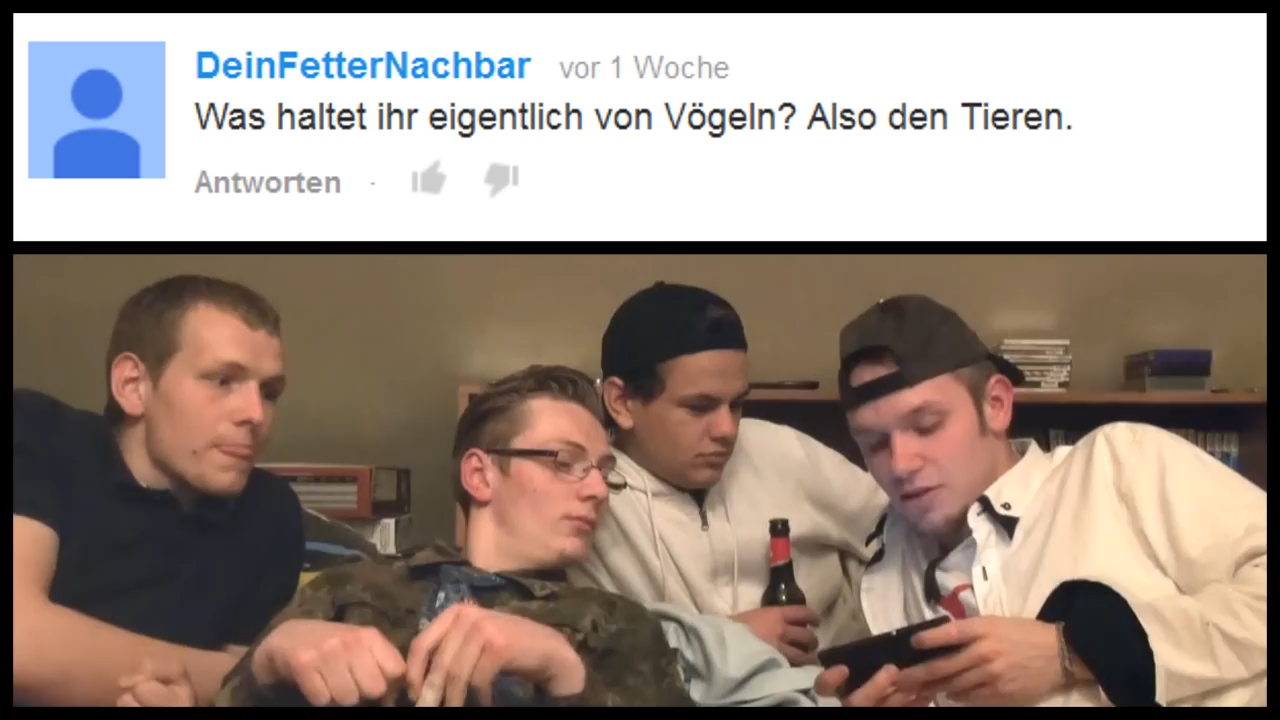 DeinFetterNachbar vor 1 Woche
Was haltet ihr eigentlich von Vögeln? Also den Tieren.
Antworten ·